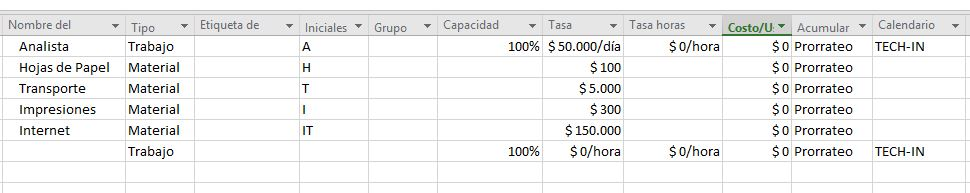 Nombre del Tipo Etiqueta de Iniciales Grupo Capacidad Tasa Tasa horas Costo/U Acumular Calendario
Analista Trabajo A 100% $ 50.000/día $ 0/hora $ 0 Prorrateo TECH-IN
Hojas de Papel Material H $ 100 $ 0 Prorrateo
Transporte Material T $ 5.000 $ 0 Prorrateo
Impresiones Material I $ 300 $ 0 Prorrateo
Internet Material IT $ 150.000 $ 0 Prorrateo
Trabajo 100% $ 0/hora $ 0/hora $ 0 Prorrateo TECH-IN